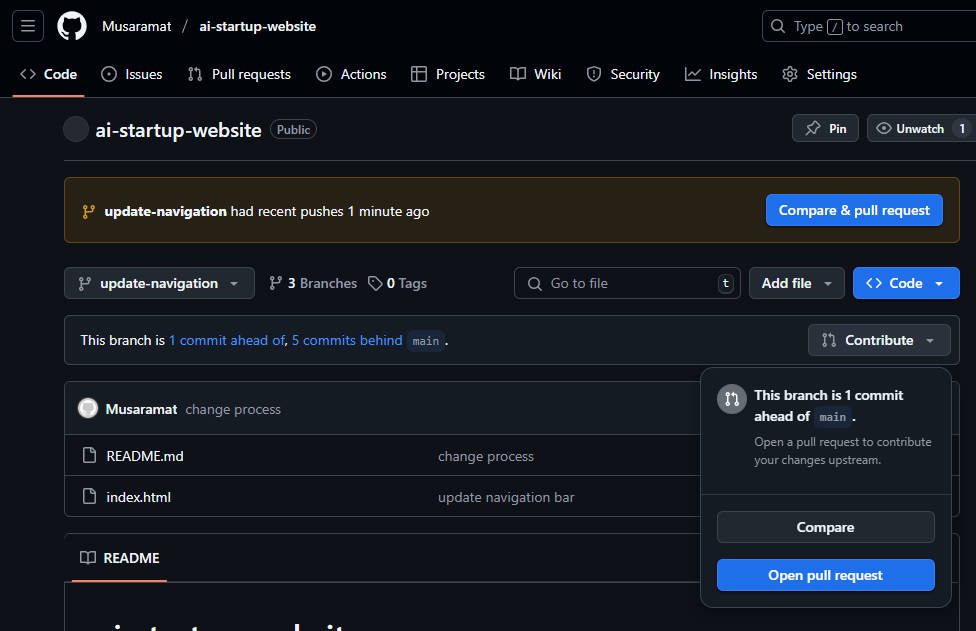 Musaramat / ai-startup-website
Type / to search
Code Issues Pull requests Actions Projects Wiki Security Insights Settings
ai-startup-website Public
Pin Unwatch 1
update-navigation had recent pushes 1 minute ago
Compare & pull request
update-navigation 3 Branches 0 Tags
Go to file t Add file Code
This branch is 1 commit ahead of, 5 commits behind main .
Contribute
Musaramat change process
README.md change process
index.html update navigation bar
This branch is 1 commit
ahead of main .
Open a pull request to contribute
your changes upstream.
Compare
Open pull request
README